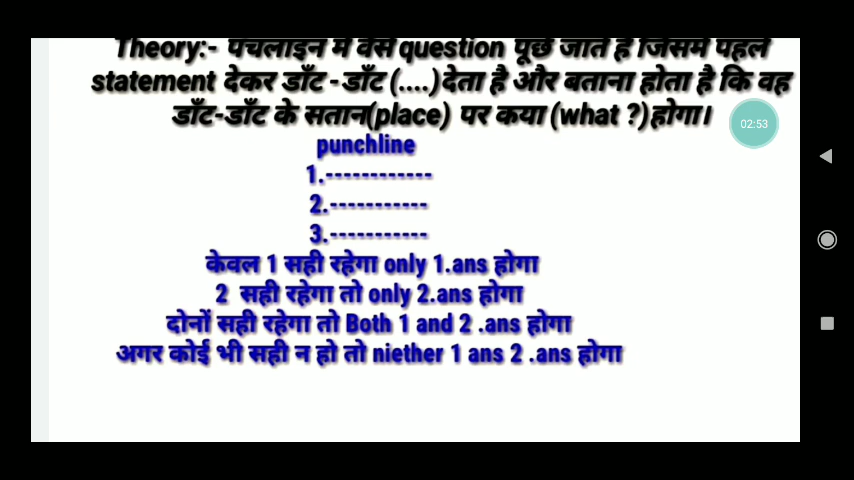 Theory:- पंचलाइन में वैसे question पूछे जाते है जिसमें पहले
statement देकर डाँट -डाँट (....)देता है और बताना होता है कि वह
डाँट-डाँट के सतान(place) पर कया (what ?)होगा।
02:53
punchline
1.------------
2.-----------
3.-----------
केवल 1 सही रहेगा only 1.ans होगा
2 सही रहेगा तो only 2.ans होगा
दोनों सही रहेगा तो Both 1 and 2 .ans होगा
अगर कोई भी सही न हो तो niether 1 ans 2 .ans होगा